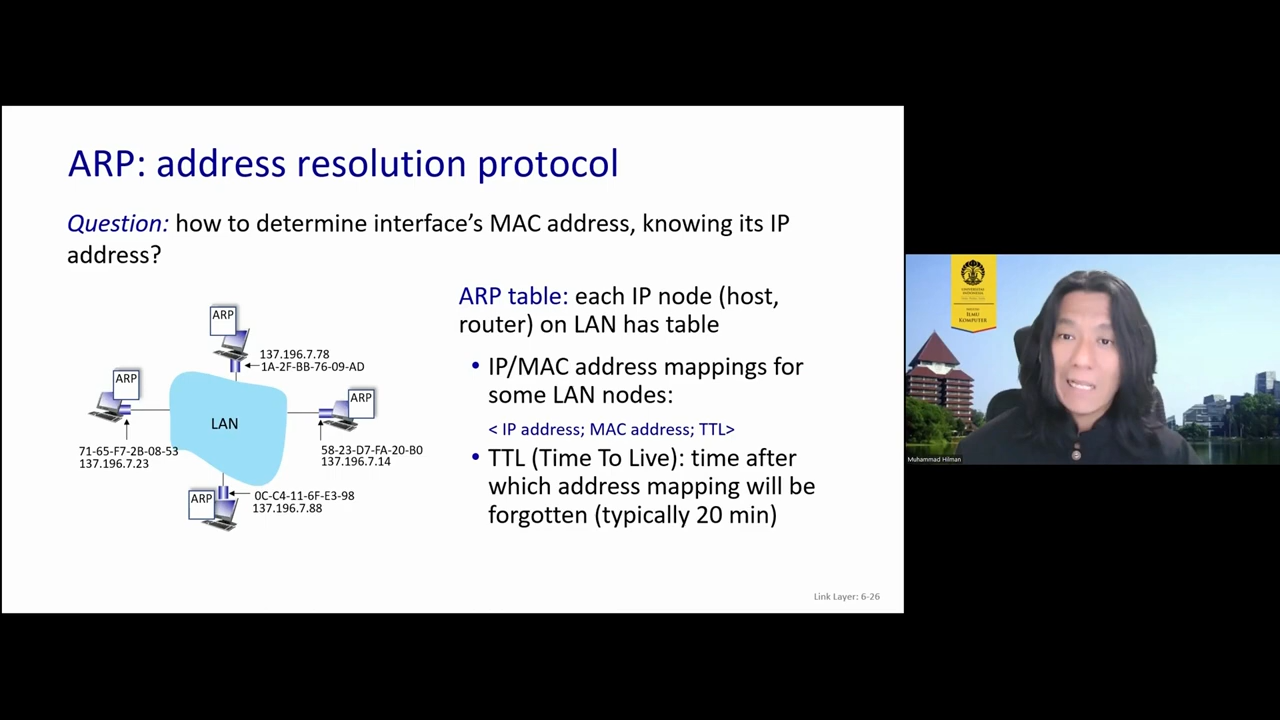 ARP: address resolution protocol
Question: how to determine interface's MAC address, knowing its IP
address?
ARP
137.196.7.78
1A-2F-BB-76-09-AD
ARP
LAN
ARP
71-65-F7-2B-08-53
137.196.7.23
58-23-D7-FA-20-B0
137.196.7.14
ARP
0C-C4-11-6F-E3-98
137.196.7.88
ARP table: each IP node (host,
router) on LAN has table
• IP/MAC address mappings for
some LAN nodes:
< IP address; MAC address; TTL>
• TTL (Time To Live): time after
which address mapping will be
forgotten (typically 20 min)
Link Layer: 6-26
UNIVERSITAS
INDONESIA
ILMU
KOMPUTER
Muhammad Hilman